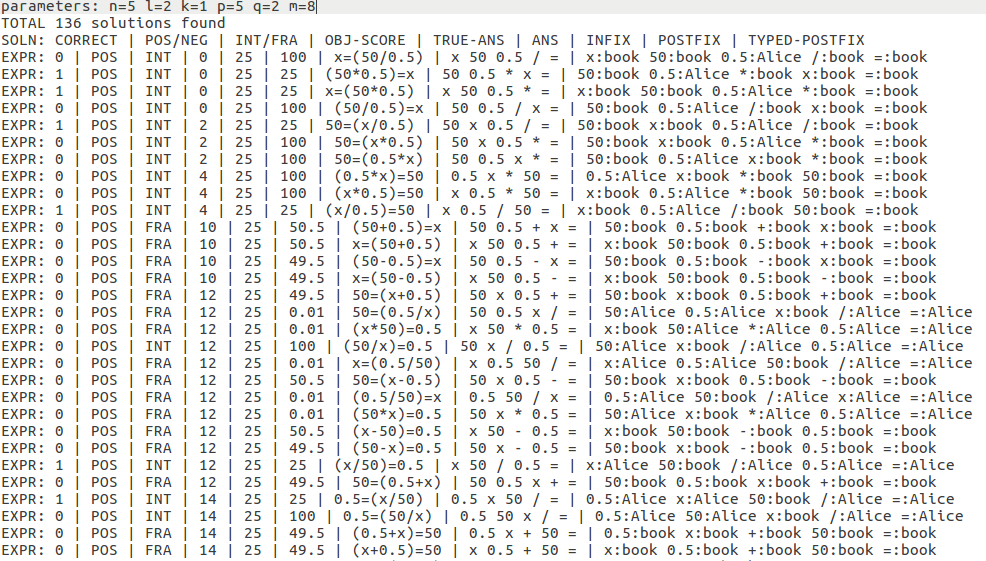 parameters: n=5 l=2 k=1 p=5 q=2 m=8
TOTAL 136 solutions found
SOLN: CORRECT | POS/NEG | INT/FRA | OBJ-SCORE | TRUE-ANS | ANS | INFIX | POSTFIX | TYPED-POSTFIX
EXPR: 0 | POS | INT | 0 | 25 | 100 | x=(50/0.5) | x 50 0.5 / = | x:book 50:book 0.5:Alice /:book =:book
EXPR: 1 | POS | INT | 0 | 25 | 25 | (50*0.5)=x | 50 0.5 * x = | 50:book 0.5:Alice *:book x:book =:book
EXPR: 1 | POS | INT | 0 | 25 | 25 | x=(50*0.5) | x 50 0.5 * = | x:book 50:book 0.5:Alice *:book =:book
EXPR: 0 | POS | INT | 0 | 25 | 100 | (50/0.5)=x | 50 0.5 / x = | 50:book 0.5:Alice /:book x:book =:book
EXPR: 1 | POS | INT | 2 | 25 | 25 | 50=(x/0.5) | 50 x 0.5 / = | 50:book x:book 0.5:Alice /:book =:book
EXPR: 0 | POS | INT | 2 | 25 | 100 | 50=(x*0.5) | 50 x 0.5 * = | 50:book x:book 0.5:Alice *:book =:book
EXPR: 0 | POS | INT | 2 | 25 | 100 | 50=(0.5*x) | 50 0.5 x * = | 50:book 0.5:Alice x:book *:book =:book
EXPR: 0 | POS | INT | 4 | 25 | 100 | (0.5*x)=50 | 0.5 x * 50 = | 0.5:Alice x:book *:book 50:book =:book
EXPR: 0 | POS | INT | 4 | 25 | 100 | (x*0.5)=50 | x 0.5 * 50 = | x:book 0.5:Alice *:book 50:book =:book
EXPR: 1 | POS | INT | 4 | 25 | 25 | (x/0.5)=50 | x 0.5 / 50 = | x:book 0.5:Alice /:book 50:book =:book
EXPR: 0 | POS | FRA | 10 | 25 | 50.5 | (50+0.5)=x | 50 0.5 + x = | 50:book 0.5:book +:book x:book =:book
EXPR: 0 | POS | FRA | 10 | 25 | 50.5 | x=(50+0.5) | x 50 0.5 + = | x:book 50:book 0.5:book +:book =:book
EXPR: 0 | POS | FRA | 10 | 25 | 49.5 | (50-0.5)=x | 50 0.5 - x = | 50:book 0.5:book -:book x:book =:book
EXPR: 0 | POS | FRA | 10 | 25 | 49.5 | x=(50-0.5) | x 50 0.5 - = | x:book 50:book 0.5:book -:book =:book
EXPR: 0 | POS | FRA | 12 | 25 | 49.5 | 50=(x+0.5) | 50 x 0.5 + = | 50:book x:book 0.5:book +:book =:book
EXPR: 0 | POS | FRA | 12 | 25 | 0.01 | 50=(0.5/x) | 50 0.5 x / = | 50:Alice 0.5:Alice x:book /:Alice =:Alice
EXPR: 0 | POS | FRA | 12 | 25 | 0.01 | (x*50)=0.5 | x 50 * 0.5 = | x:book 50:Alice *:Alice 0.5:Alice =:Alice
EXPR: 0 | POS | INT | 12 | 25 | 100 | (50/x)=0.5 | 50 x / 0.5 = | 50:Alice x:book /:Alice 0.5:Alice =:Alice
EXPR: 0 | POS | FRA | 12 | 25 | 0.01 | x=(0.5/50) | x 0.5 50 / = | x:Alice 0.5:Alice 50:book /:Alice =:Alice
EXPR: 0 | POS | FRA | 12 | 25 | 50.5 | 50=(x-0.5) | 50 x 0.5 - = | 50:book x:book 0.5:book -:book =:book
EXPR: 0 | POS | FRA | 12 | 25 | 0.01 | (0.5/50)=x | 0.5 50 / x = | 0.5:Alice 50:book /:Alice x:Alice =:Alice
EXPR: 0 | POS | FRA | 12 | 25 | 0.01 | (50*x)=0.5 | 50 x * 0.5 = | 50:Alice x:book *:Alice 0.5:Alice =:Alice
EXPR: 0 | POS | FRA | 12 | 25 | 50.5 | (x-50)=0.5 | x 50 - 0.5 = | x:book 50:book -:book 0.5:book =:book
EXPR: 0 | POS | FRA | 12 | 25 | 49.5 | (50-x)=0.5 | 50 x - 0.5 = | 50:book x:book -:book 0.5:book =:book
EXPR: 1 | POS | INT | 12 | 25 | 25 | (x/50)=0.5 | x 50 / 0.5 = | x:Alice 50:book /:Alice 0.5:Alice =:Alice
EXPR: 0 | POS | FRA | 12 | 25 | 49.5 | 50=(0.5+x) | 50 0.5 x + = | 50:book 0.5:book x:book +:book =:book
EXPR: 1 | POS | INT | 14 | 25 | 25 | 0.5=(x/50) | 0.5 x 50 / = | 0.5:Alice x:Alice 50:book /:Alice =:Alice
EXPR: 0 | POS | INT | 14 | 25 | 100 | 0.5=(50/x) | 0.5 50 x / = | 0.5:Alice 50:Alice x:book /:Alice =:Alice
EXPR: 0 | POS | FRA | 14 | 25 | 49.5 | (0.5+x)=50 | 0.5 x + 50 = | 0.5:book x:book +:book 50:book =:book
EXPR: 0 | POS | FRA | 14 | 25 | 49.5 | (x+0.5)=50 | x 0.5 + 50 = | x:book 0.5:book +:book 50:book =:book